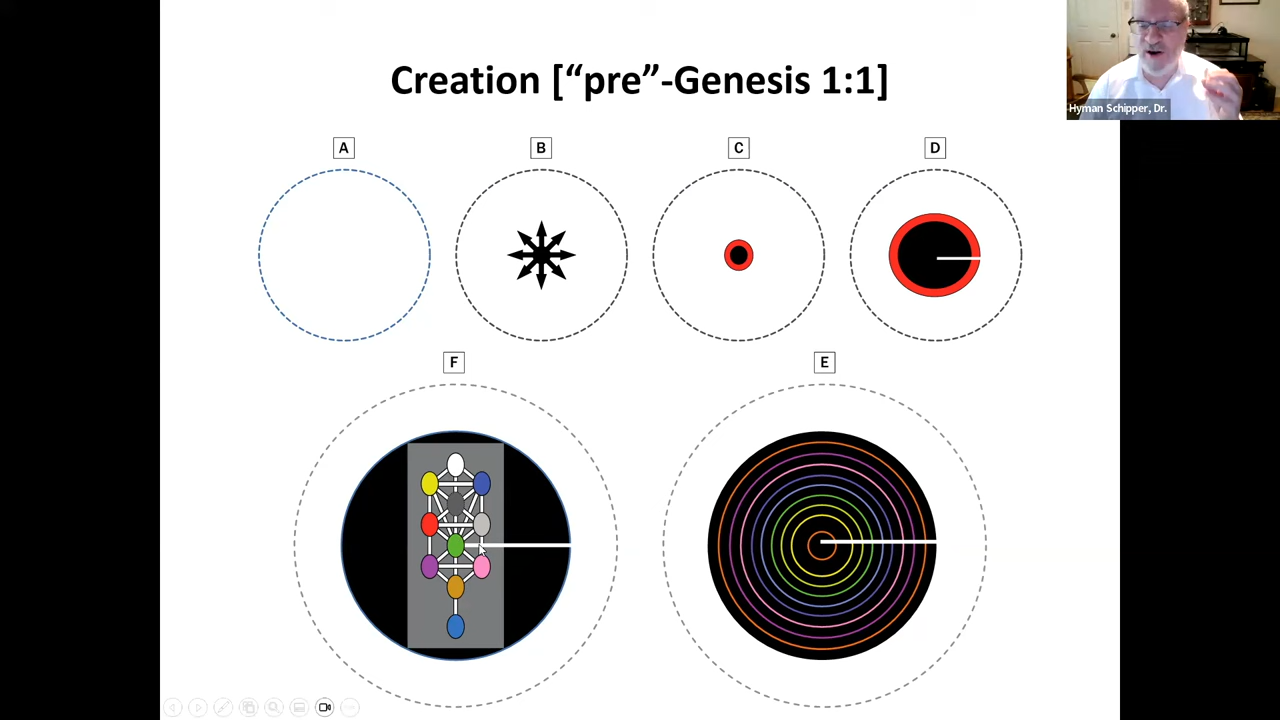 Creation [“pre”-Genesis 1:1]
Hyman Schipper, Dr.
A
B
C
D
F
E